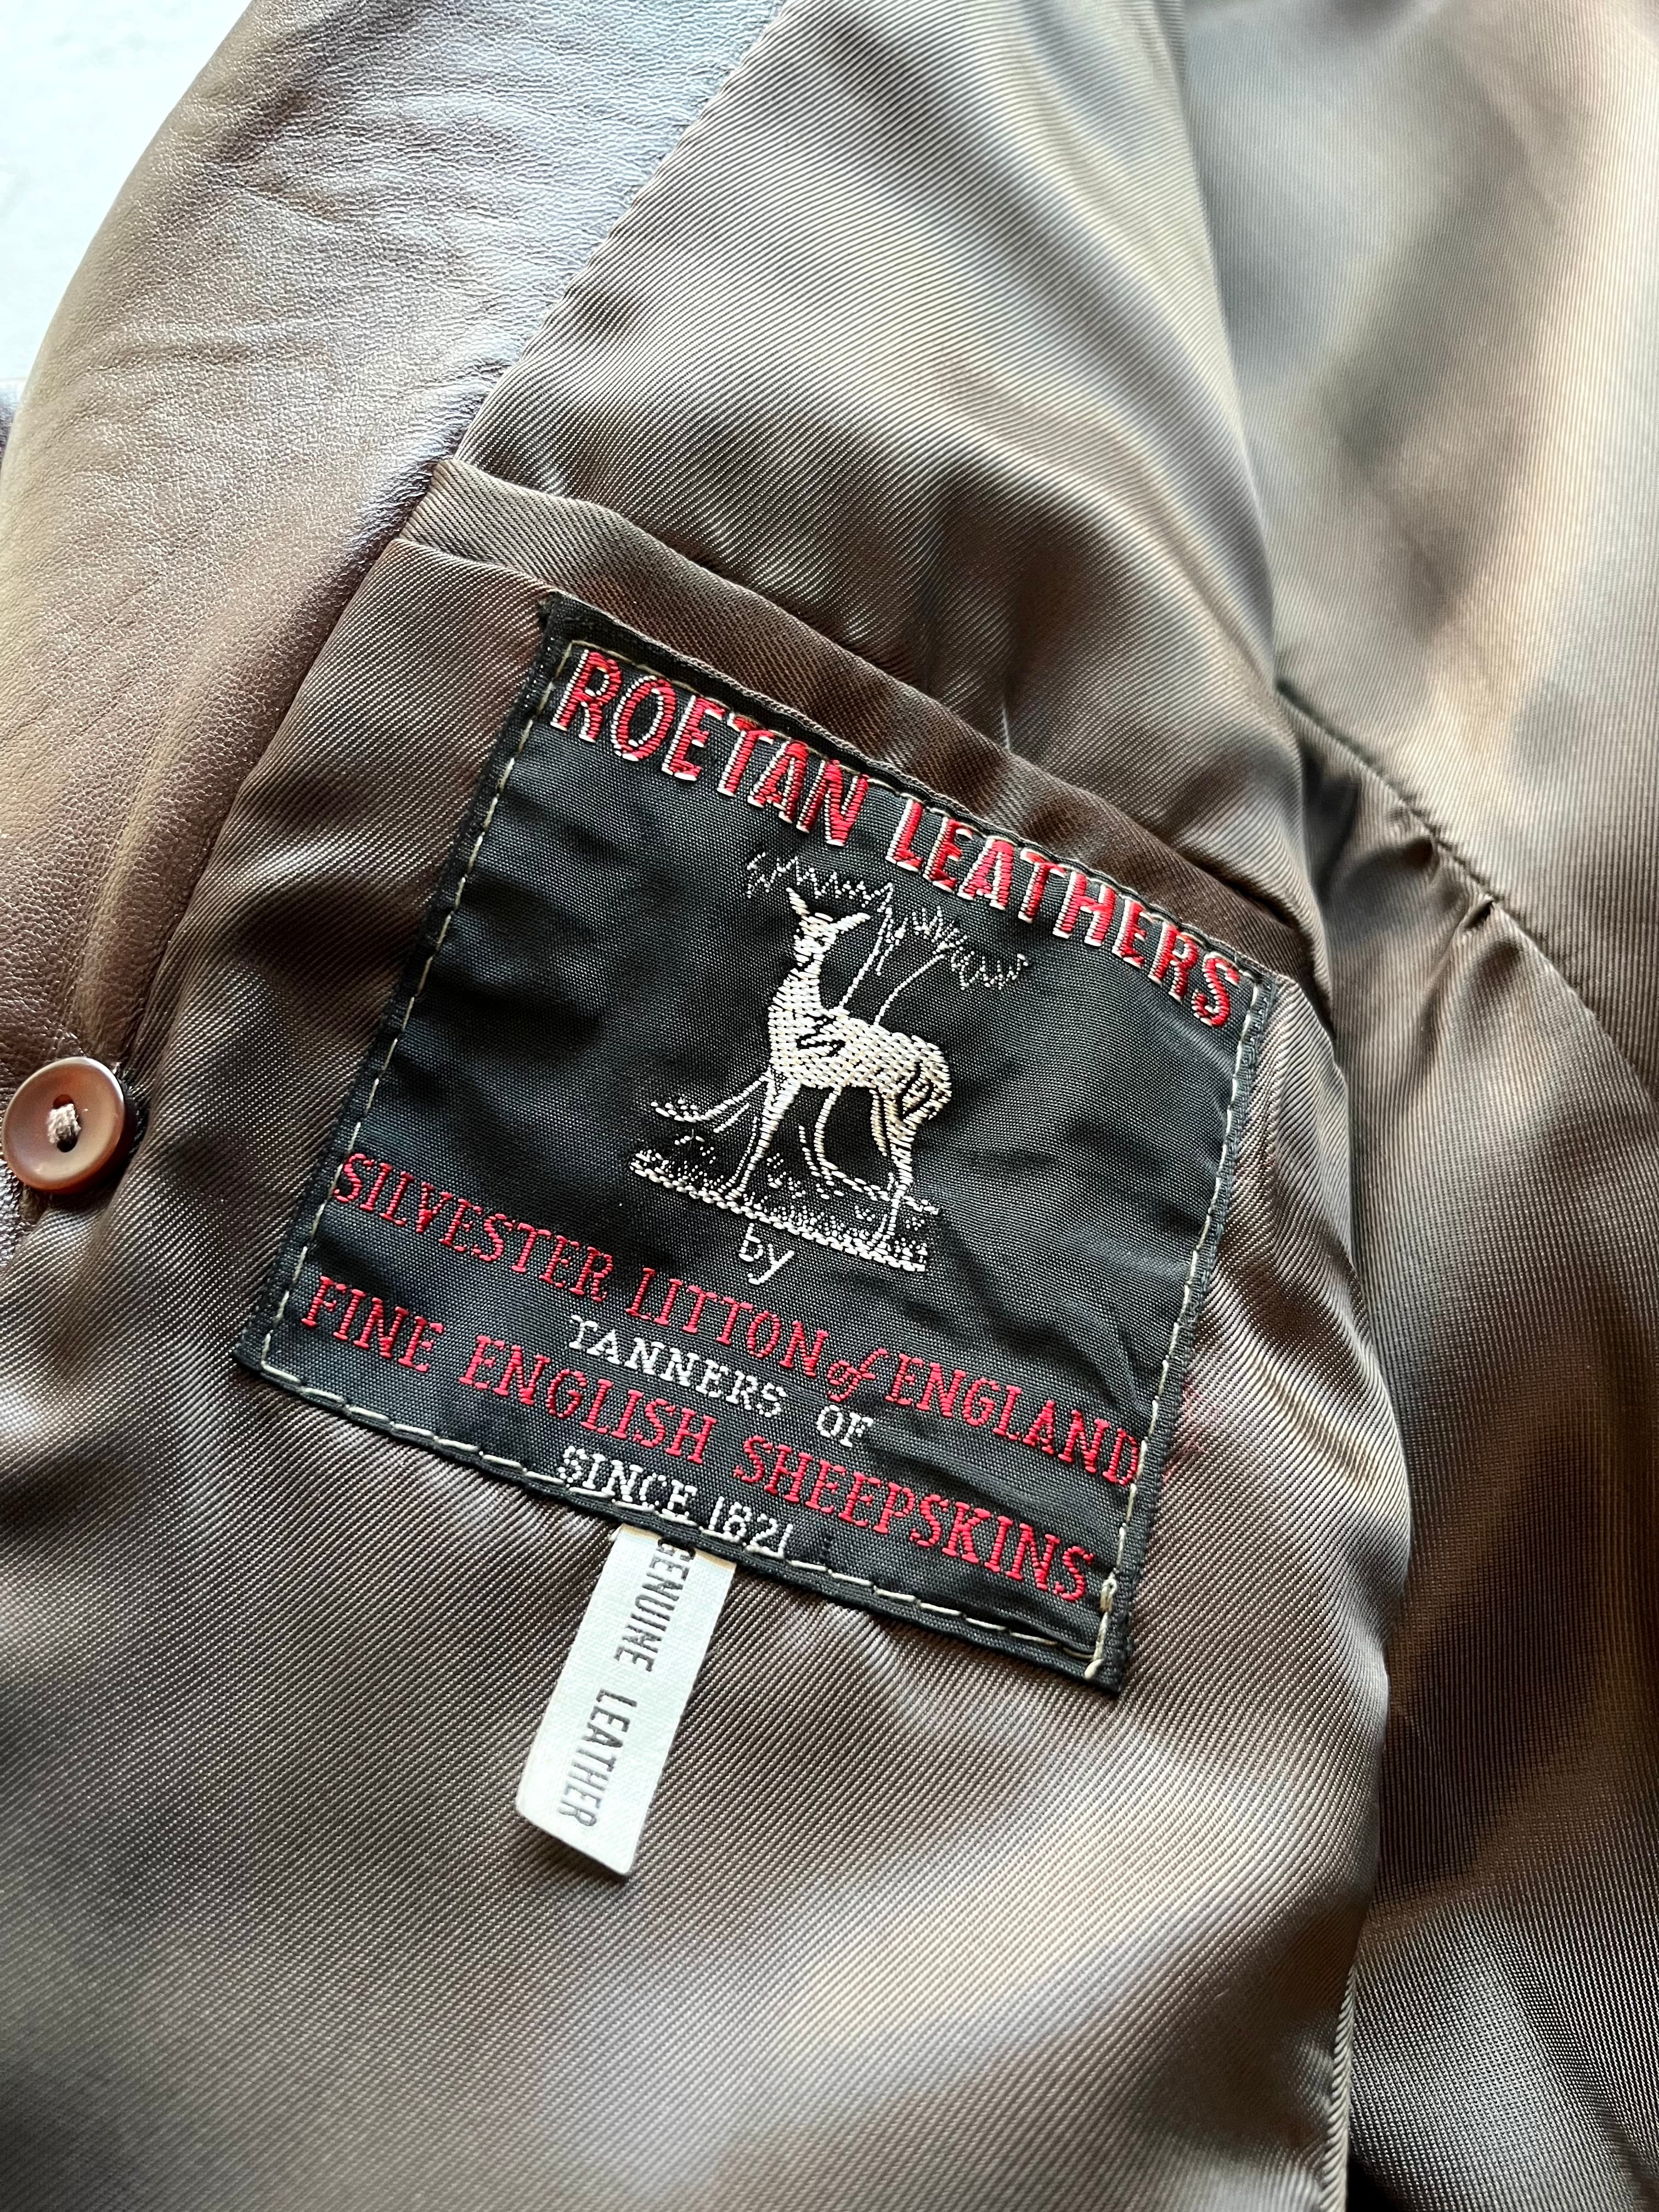 ROETAN LEATHERS
by
SILVESTER LITTON of ENGLAND
TANNERS OF
FINE ENGLISH SHEEPSKINS
SINCE 1821
GENUINE LEATHER